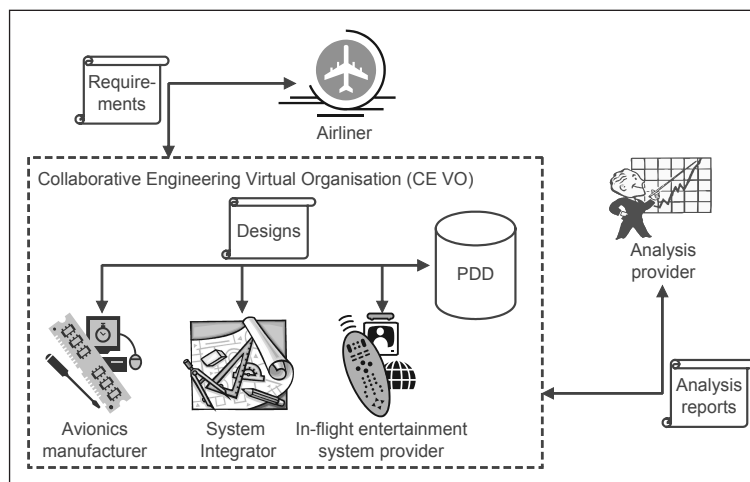 Require-
ments
Airliner
Collaborative Engineering Virtual Organisation (CE VO)
Designs
PDD
Analysis
provider
Avionics
manufacturer
System
Integrator
In-flight entertainment
system provider
Analysis
reports